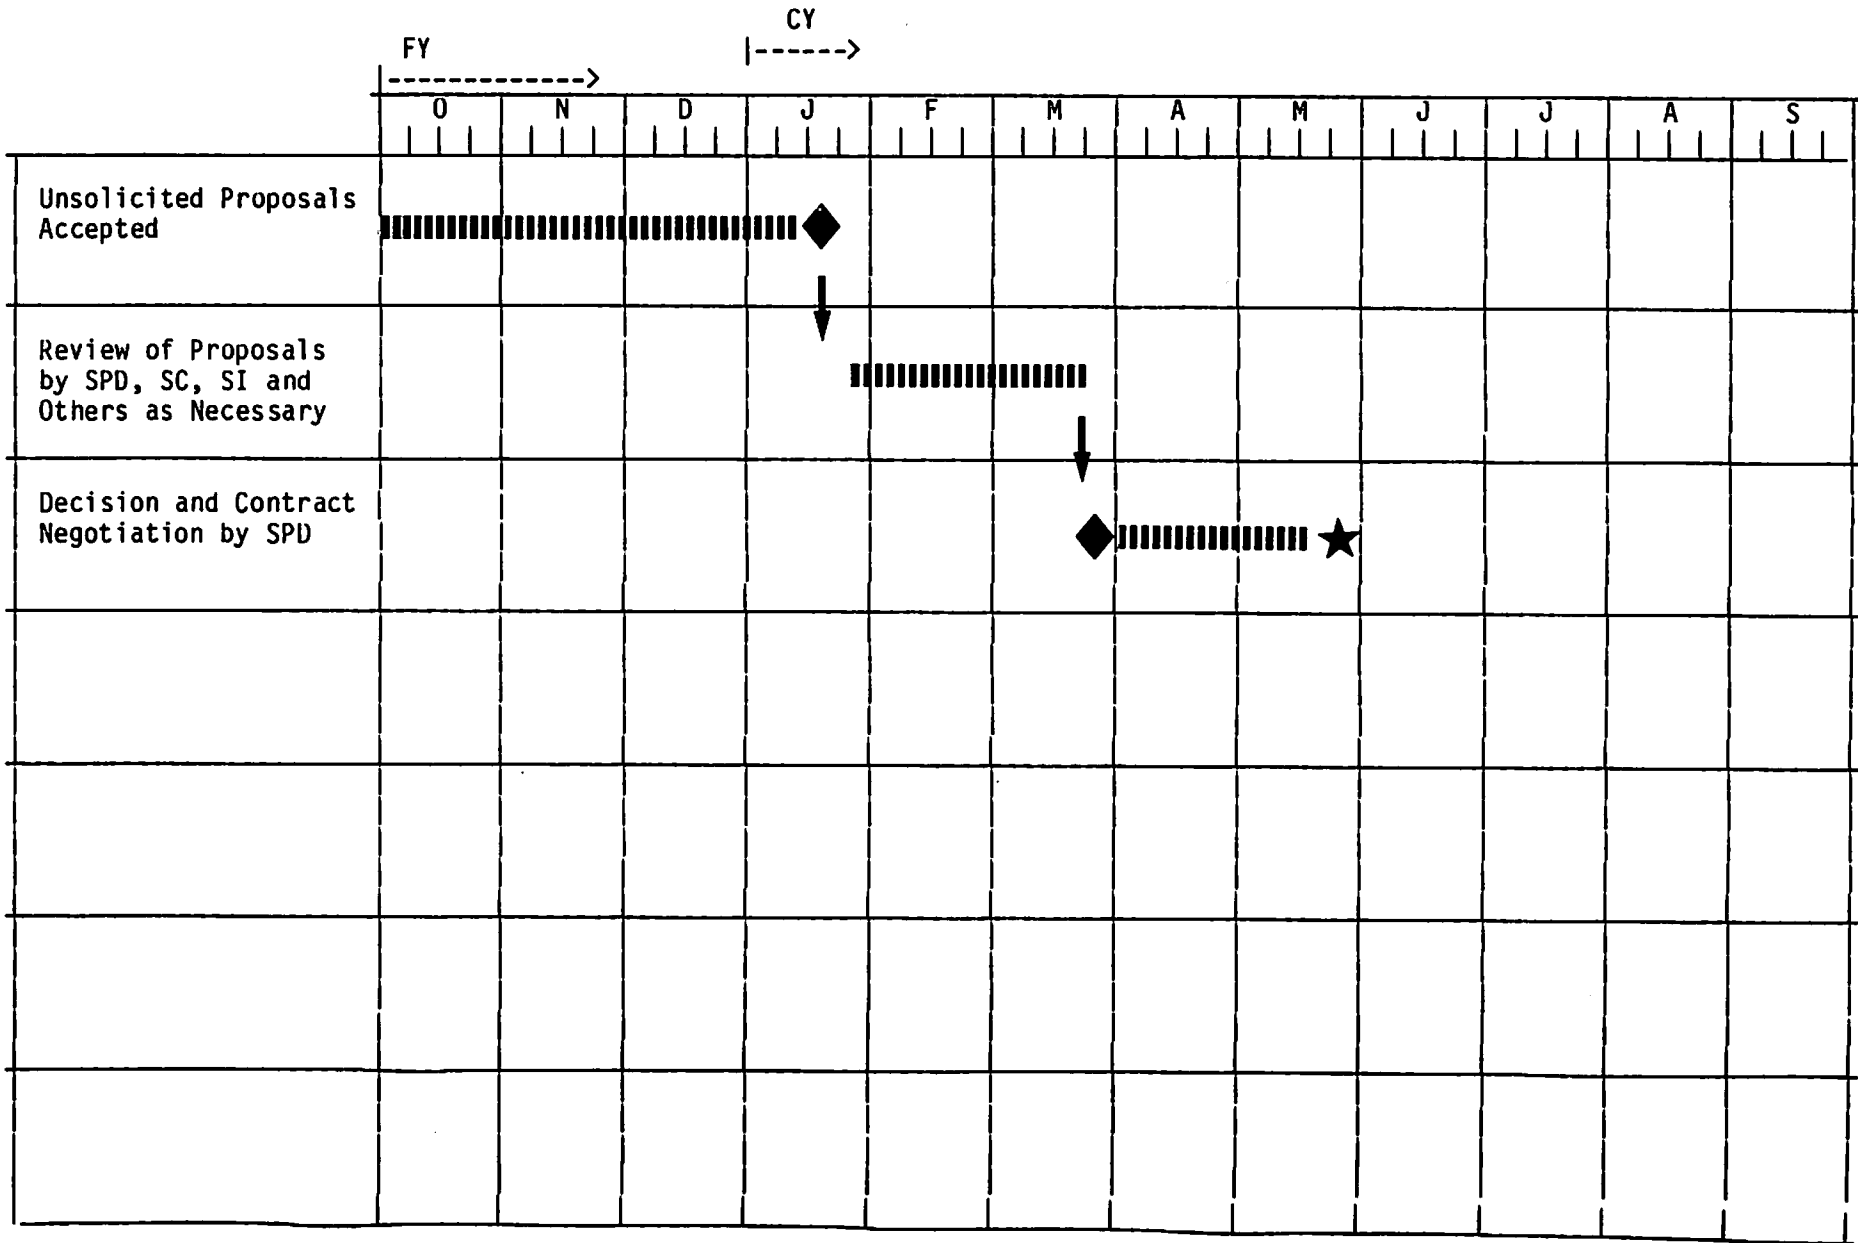 CY
FY
|------>
|-------------->
O N D J F M A M J J A S
Unsolicited Proposals
Accepted
Review of Proposals
by SPD, SC, SI and
Others as Necessary
Decision and Contract
Negotiation by SPD